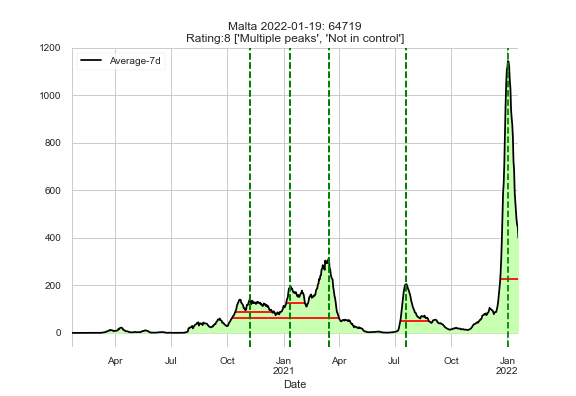 Malta 2022-01-19: 64719
Rating:8 ['Multiple peaks', 'Not in control']
Average-7d
1200
1000
800
600
400
200
0
Apr Jul Oct Jan Apr Jul Oct Jan
2021 2022
Date